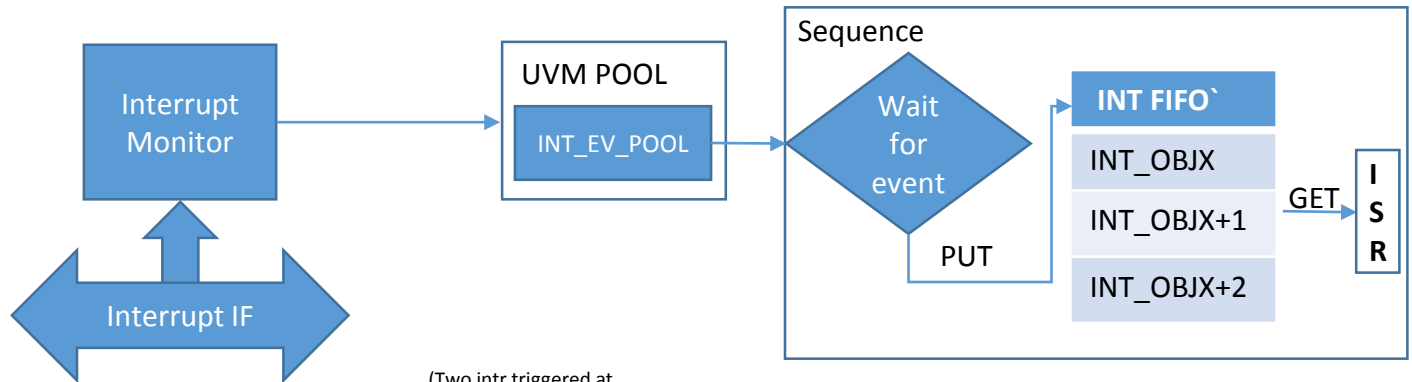 Interrupt
Monitor
Interrupt IF
UVM POOL
INT_EV_POOL
Sequence
Wait
for
event
PUT
INT FIFO`
INT_OBJX
INT_OBJX+1
INT_OBJX+2
GET
I
S
R
(Two intr triggered at